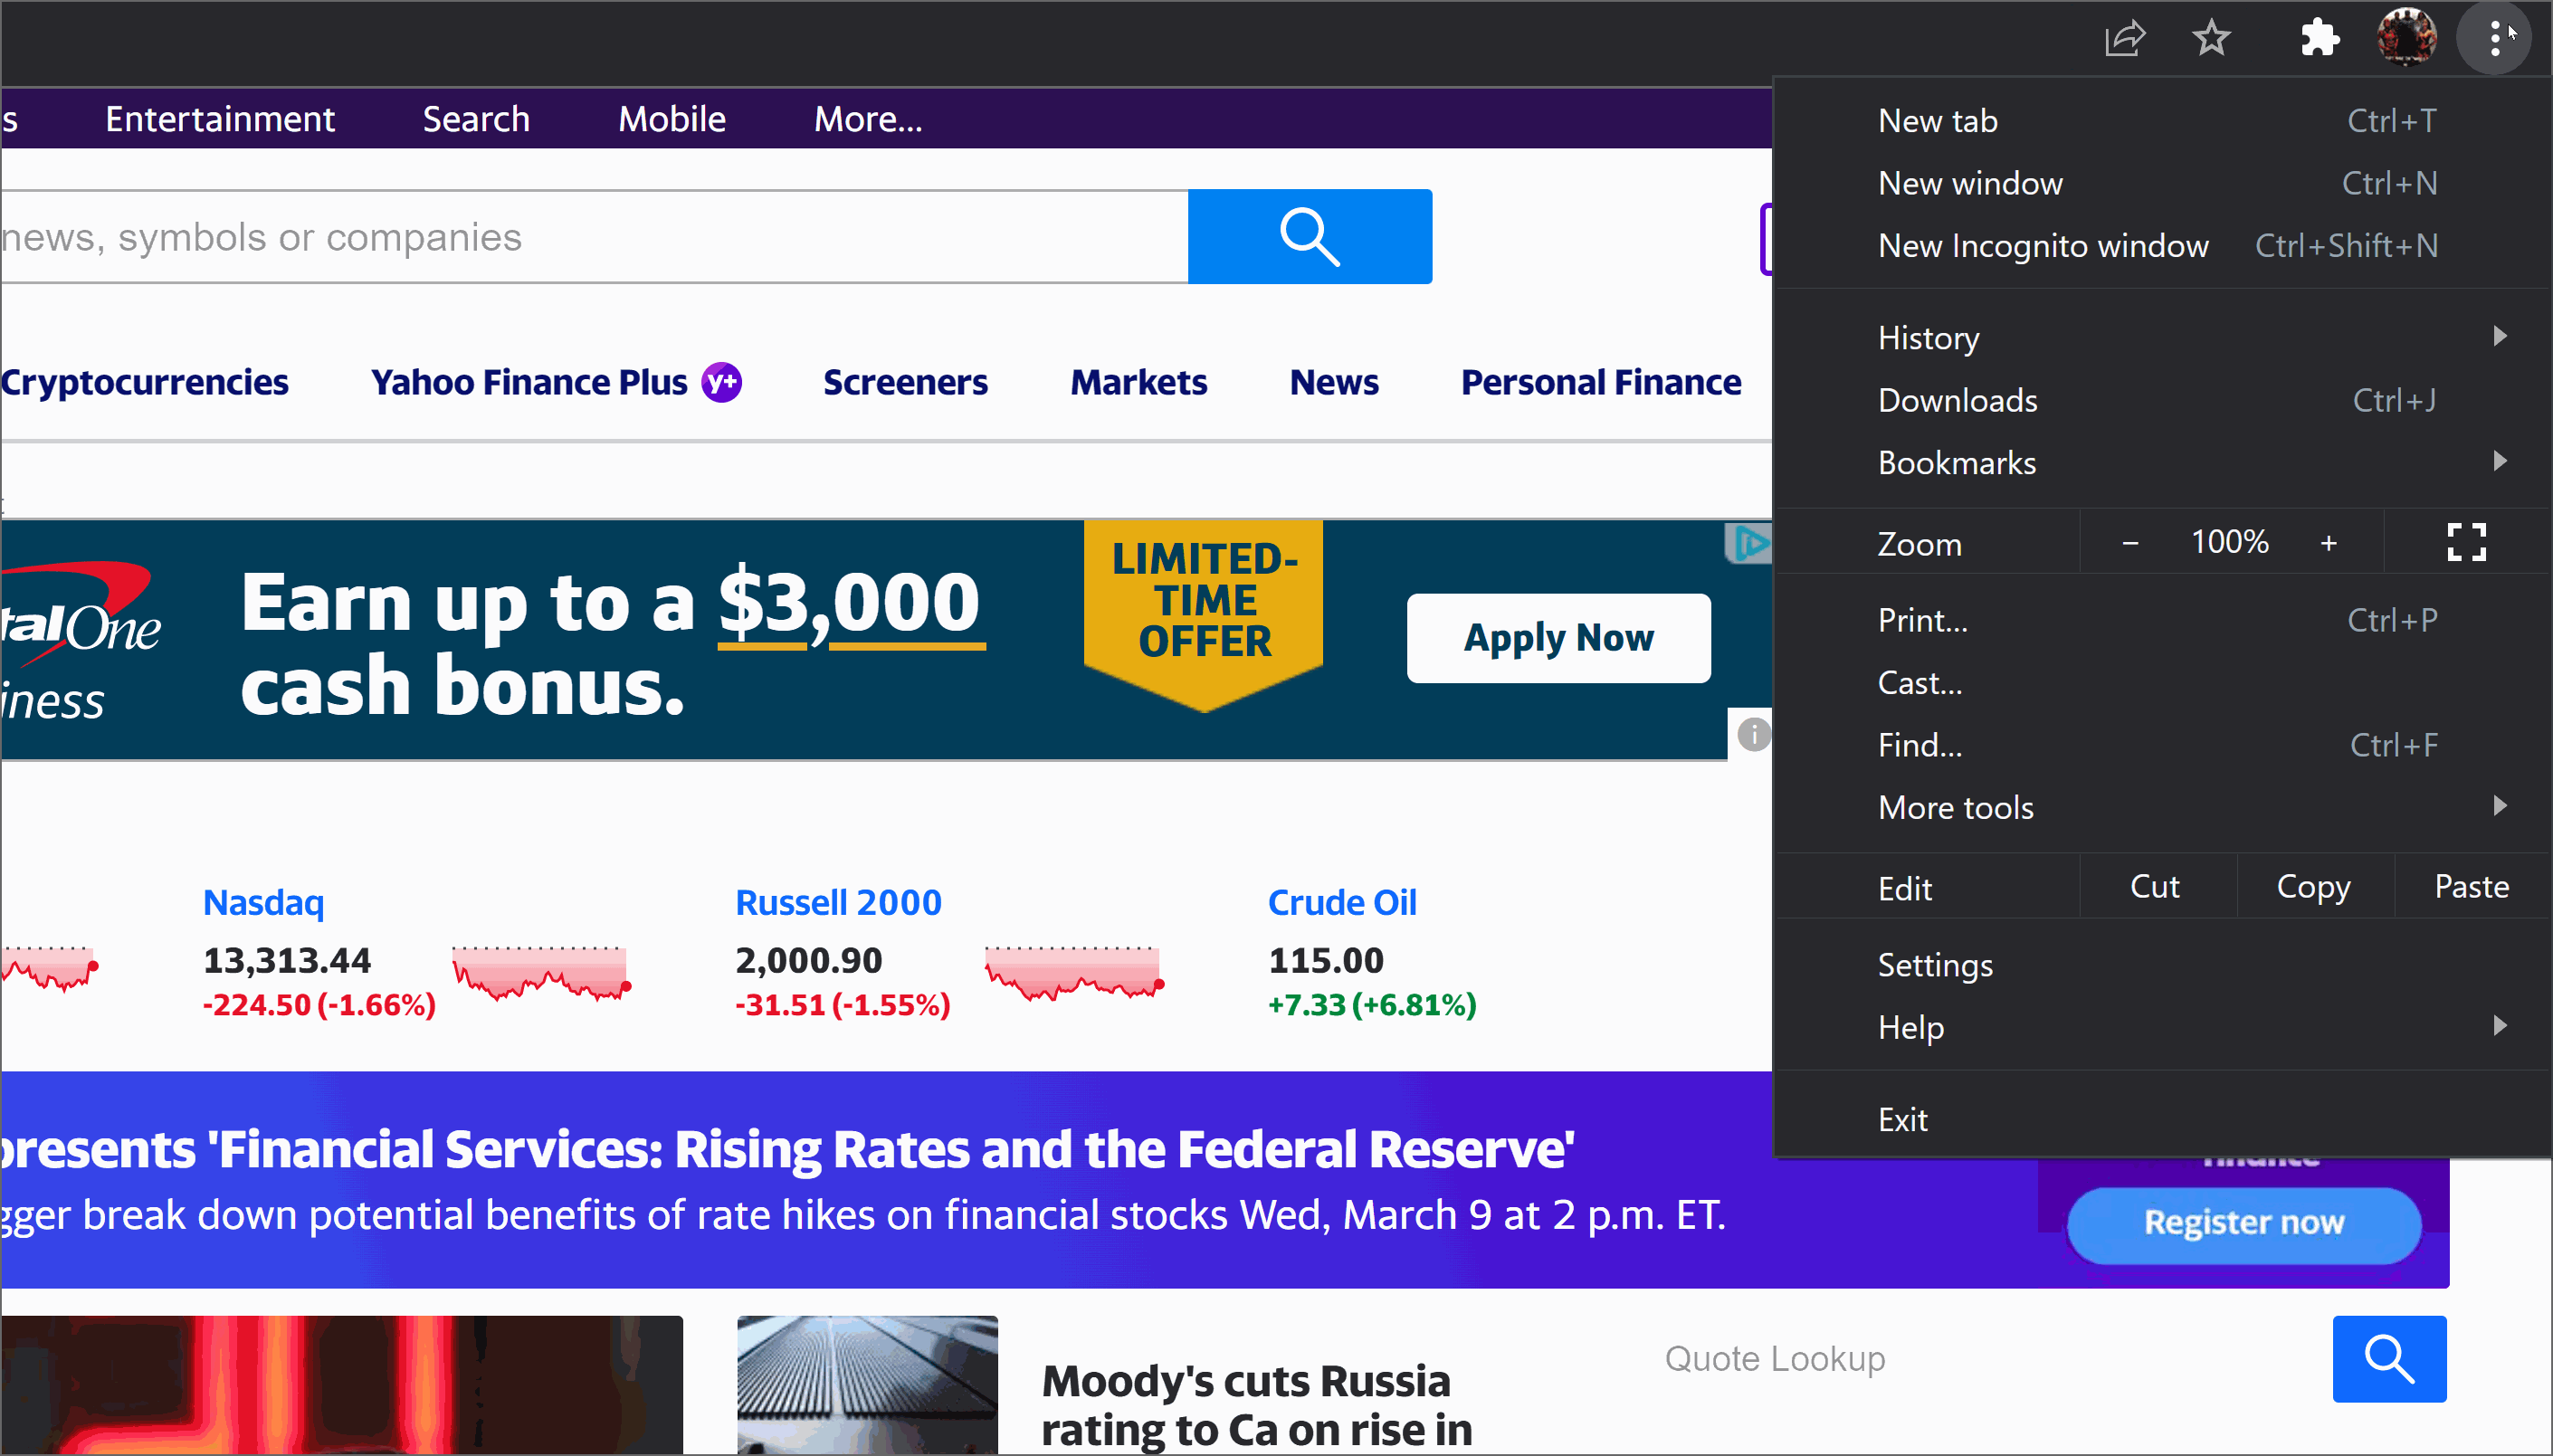 s Entertainment Search Mobile More...
news, symbols or companies
Cryptocurrencies Yahoo Finance Plus y+ Screeners Markets News Personal Finance
talOne
iness
Earn up to a $3,000
cash bonus.
LIMITED-
TIME
OFFER
Apply Now
Nasdaq
13,313.44
-224.50 (-1.66%)
Russell 2000
2,000.90
-31.51 (-1.55%)
Crude Oil
115.00
+7.33 (+6.81%)
presents 'Financial Services: Rising Rates and the Federal Reserve'
gger break down potential benefits of rate hikes on financial stocks Wed, March 9 at 2 p.m. ET.
finance
Register now
Moody's cuts Russia
rating to Ca on rise in
Quote Lookup
New tab Ctrl+T
New window Ctrl+N
New Incognito window Ctrl+Shift+N
History
Downloads Ctrl+J
Bookmarks
Zoom − 100% +
Print... Ctrl+P
Cast...
Find... Ctrl+F
More tools
Edit Cut Copy Paste
Settings
Help
Exit